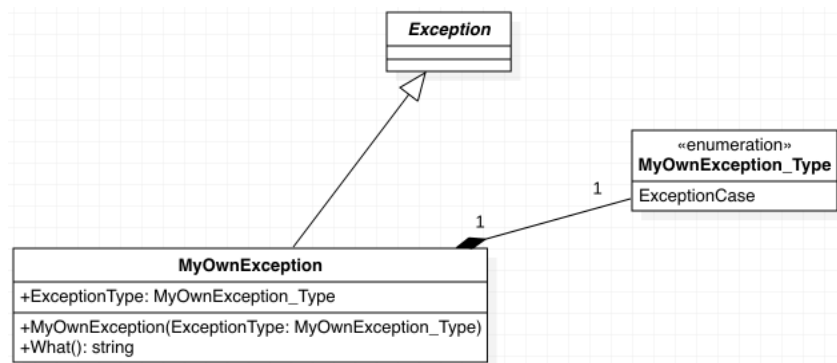 Exception
«enumeration»
MyOwnException_Type
ExceptionCase
1
1
MyOwnException
+ExceptionType: MyOwnException_Type
+MyOwnException(ExceptionType: MyOwnException_Type)
+What(): string